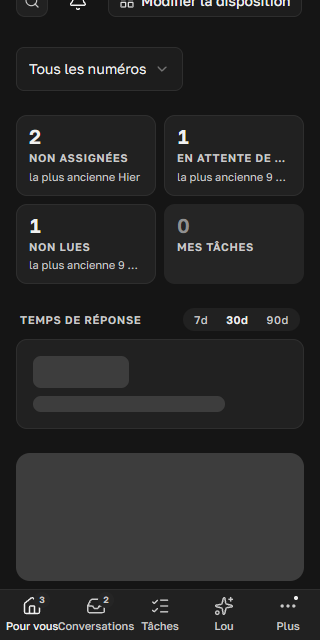 Modifier la disposition
Tous les numéros
2
NON ASSIGNÉES
la plus ancienne Hier
1
EN ATTENTE DE ...
la plus ancienne 9 ...
1
NON LUES
la plus ancienne 9 ...
0
MES TÂCHES
TEMPS DE RÉPONSE
7d 30d 90d
3
Pour vous
2
Conversations
Tâches
Lou
Plus